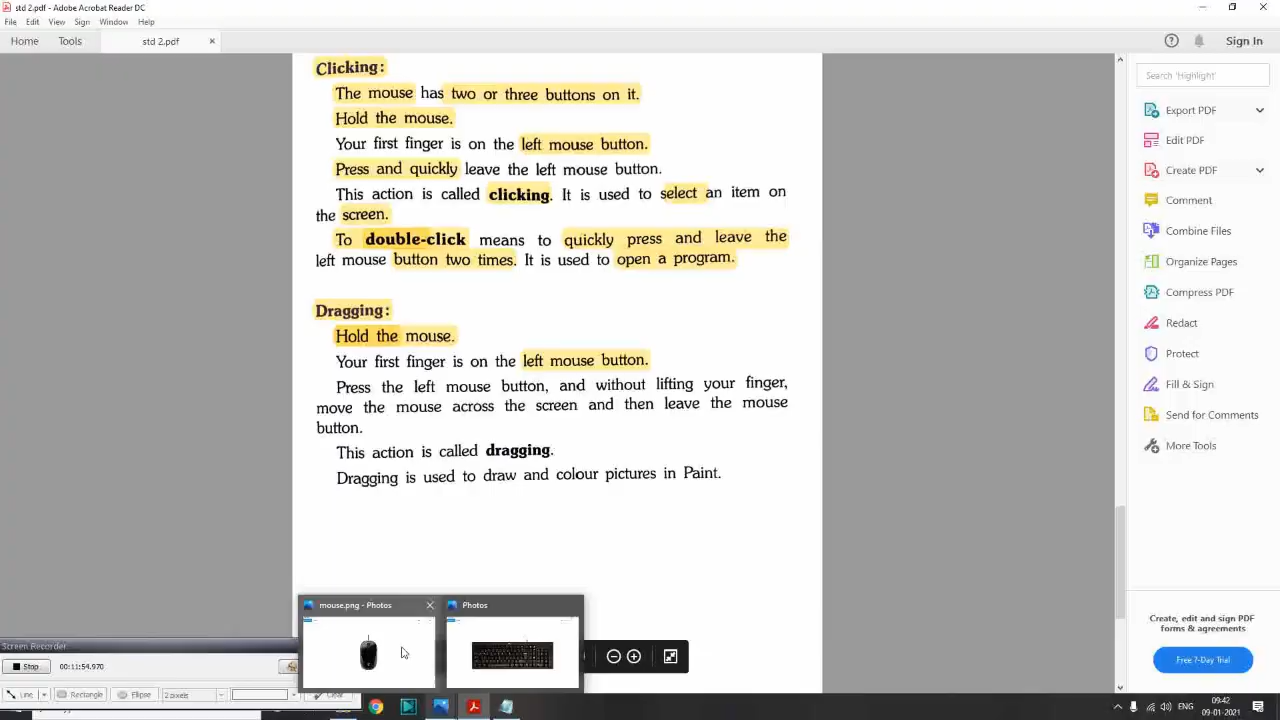 std 2.pdf - Adobe Acrobat Reader DC
File Edit View Sign Window Help
Home Tools std 2.pdf × Sign In
Clicking:
The mouse has two or three buttons on it.
Hold the mouse.
Your first finger is on the left mouse button.
Press and quickly leave the left mouse button.
This action is called clicking. It is used to select an item on
the screen.
To double-click means to quickly press and leave the
left mouse button two times. It is used to open a program.
Dragging:
Hold the mouse.
Your first finger is on the left mouse button.
Press the left mouse button, and without lifting your finger,
move the mouse across the screen and then leave the mouse
button.
This action is called dragging.
Dragging is used to draw and colour pictures in Paint.
Search 'Highlight'
Export PDF
Edit PDF
Create PDF
Comment
Combine Files
Organize Pages
Compress PDF
Redact
Protect
Fill & Sign
Send for Comments
More Tools
Create, edit and sign PDF
forms & agreements
Free 7-Day Trial
mouse.png - Photos
Photos
Screen Recorder
Stop 00:11:54.970
Line Rectangle Ellipse 2 pixels Clear
ENG 09:42
09-01-2021